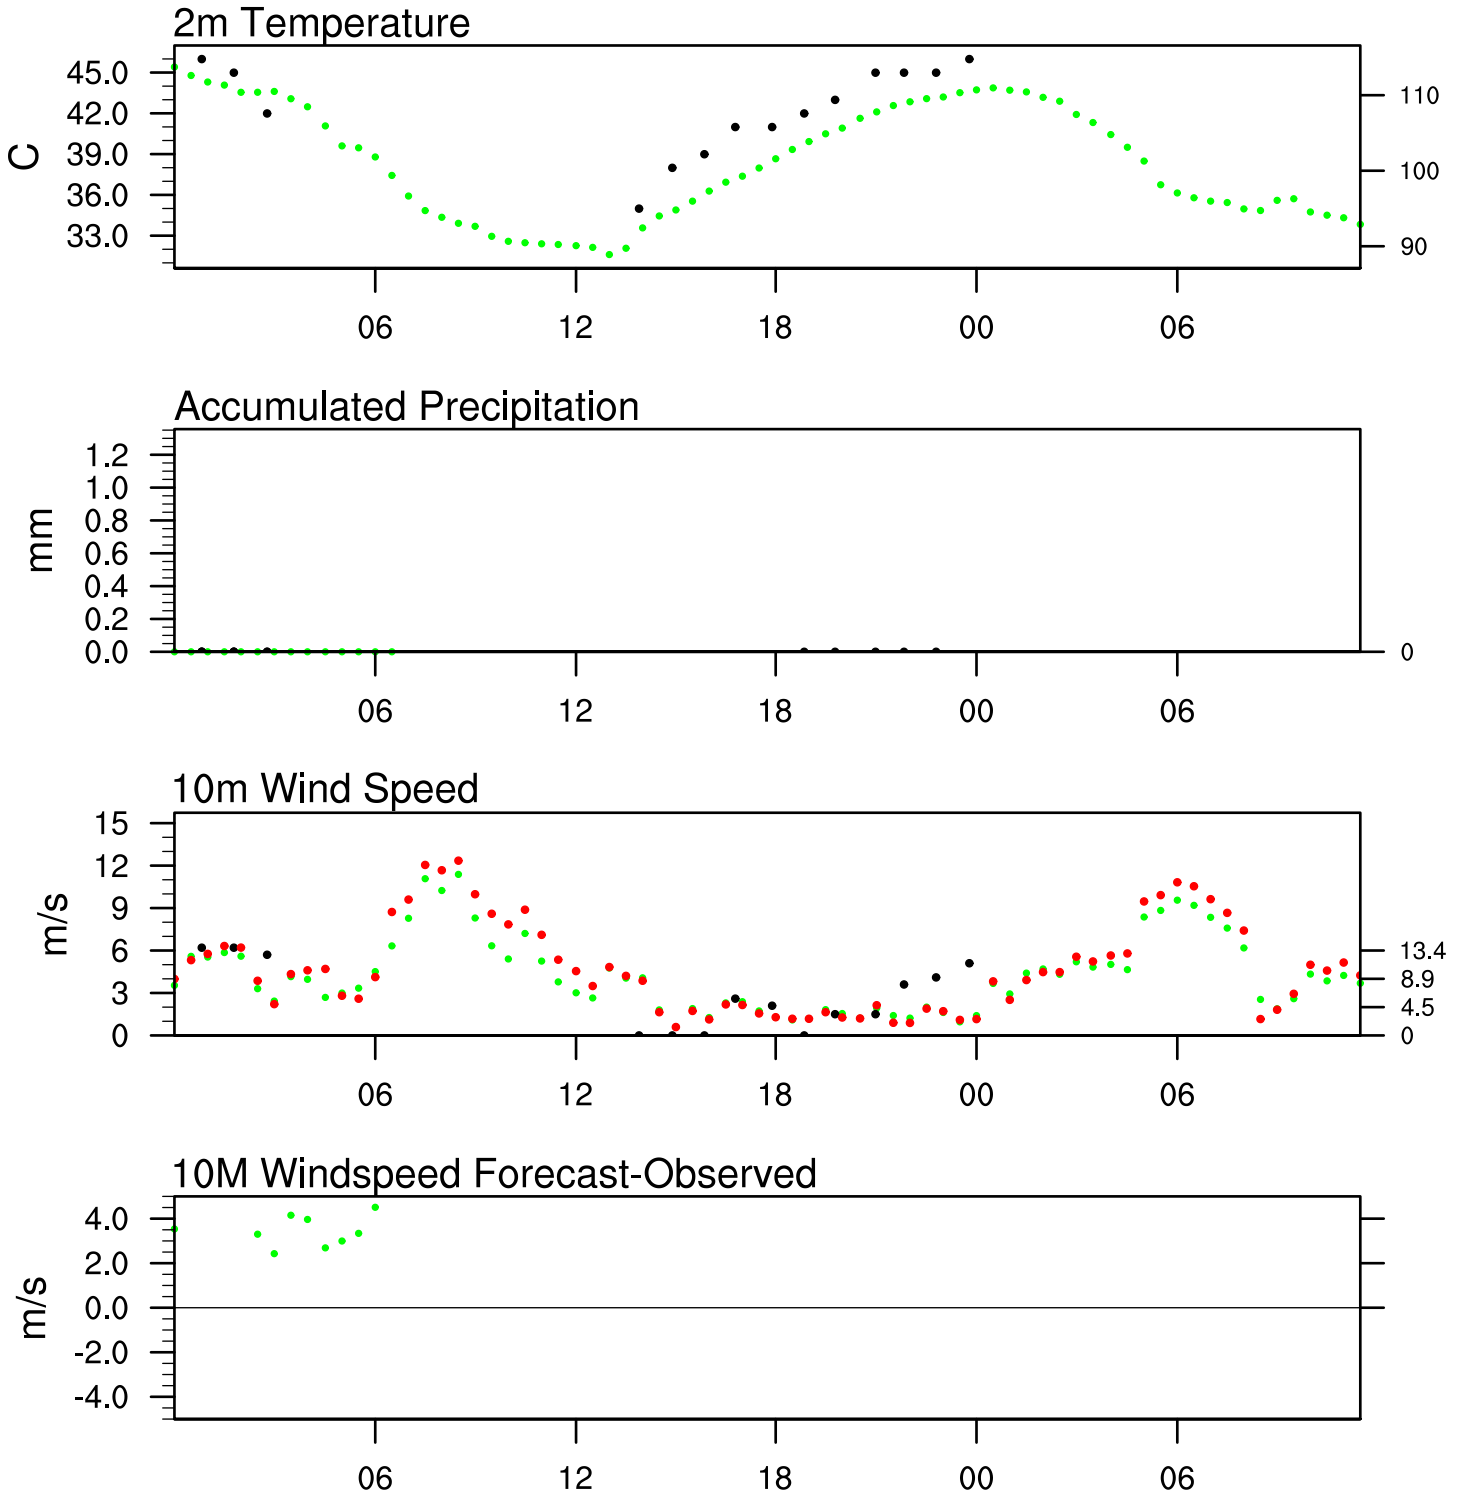 2m Temperature
45.0
42.0
39.0
36.0
33.0
C
110
100
90
06 12 18 00 06
Accumulated Precipitation
1.2
1.0
0.8
0.6
0.4
0.2
0.0
mm
0
06 12 18 00 06
10m Wind Speed
15
12
9
6
3
0
m/s
13.4
8.9
4.5
0
06 12 18 00 06
10M Windspeed Forecast-Observed
4.0
2.0
0.0
-2.0
-4.0
m/s
06 12 18 00 06